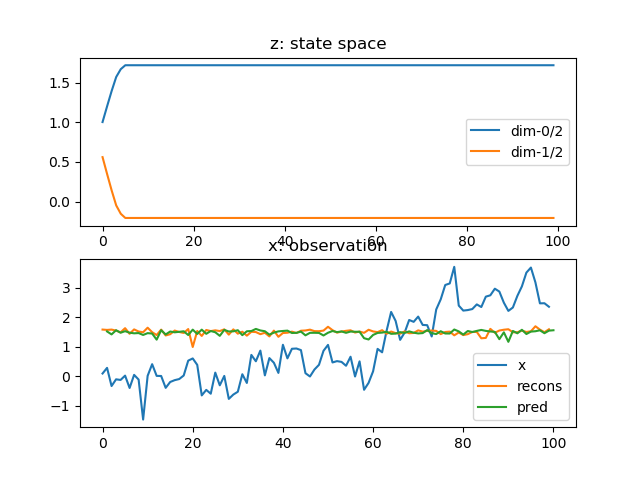 z: state space
1.5
1.0
0.5
0.0
dim-0/2
dim-1/2
0 20 40 60 80 100
x: observation
3
2
1
0
−1
x
recons
pred
0 20 40 60 80 100